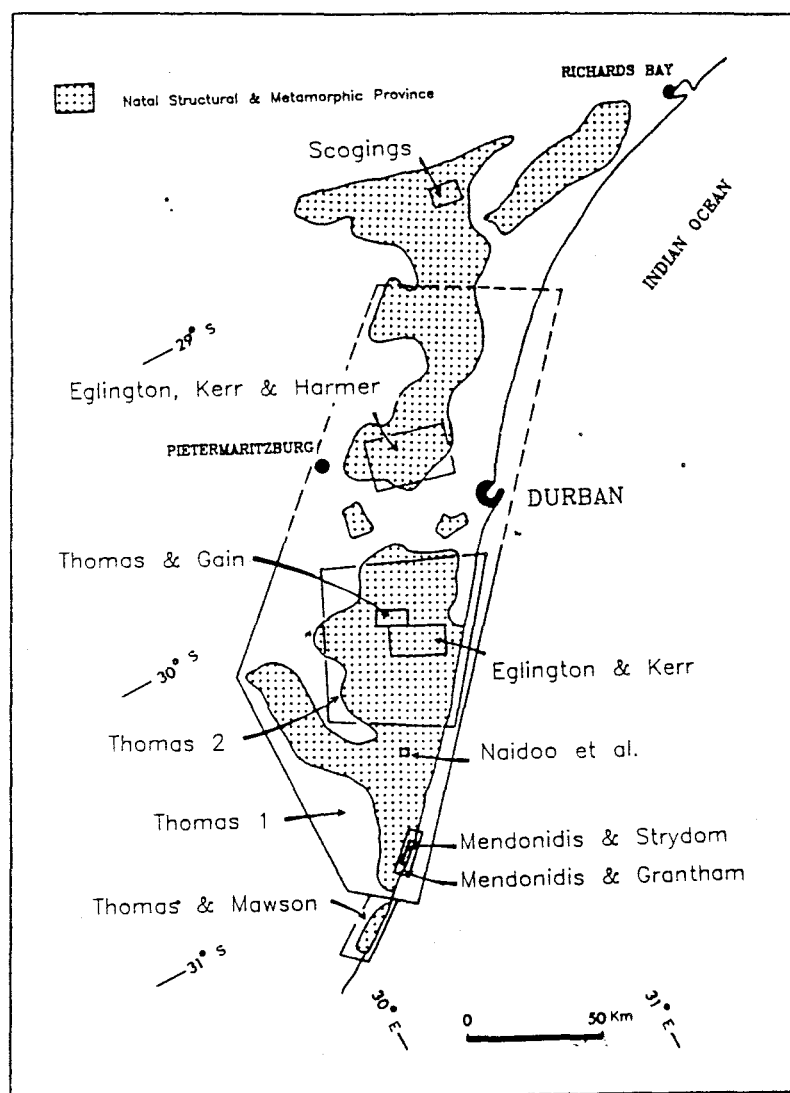 RICHARDS BAY
Natal Structural & Metamorphic Province
Scogings
INDIAN OCEAN
29° S
Eglington, Kerr & Harmer
PIETERMARITZBURG
DURBAN
Thomas & Gain
30° S
Eglington & Kerr
Thomas 2
Naidoo et al.
Thomas 1
Mendonidis & Strydom
Mendonidis & Grantham
Thomas & Mawson
31° S
30° E
0 50 Km
31° E